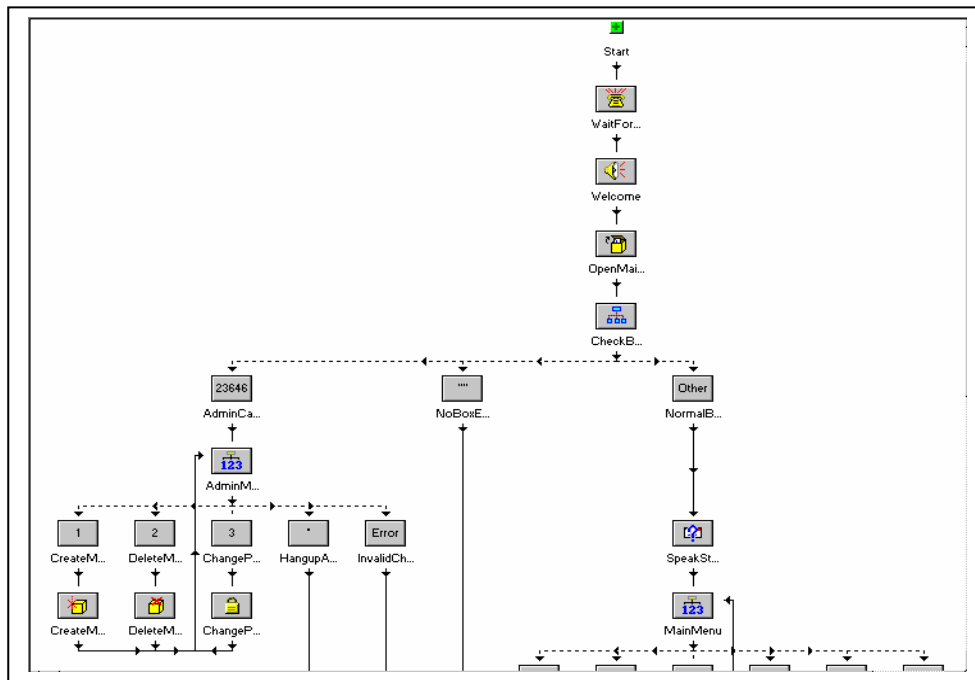 Start
WaitFor...
Welcome
OpenMai...
CheckB...
23646
""
Other
AdminCa...
NoBoxE...
NormalB...
123
AdminM...
1
2
3
*
Error
CreateM...
DeleteM...
ChangeP...
HangupA...
InvalidCh...
SpeakSt...
123
CreateM...
DeleteM...
ChangeP...
MainMenu